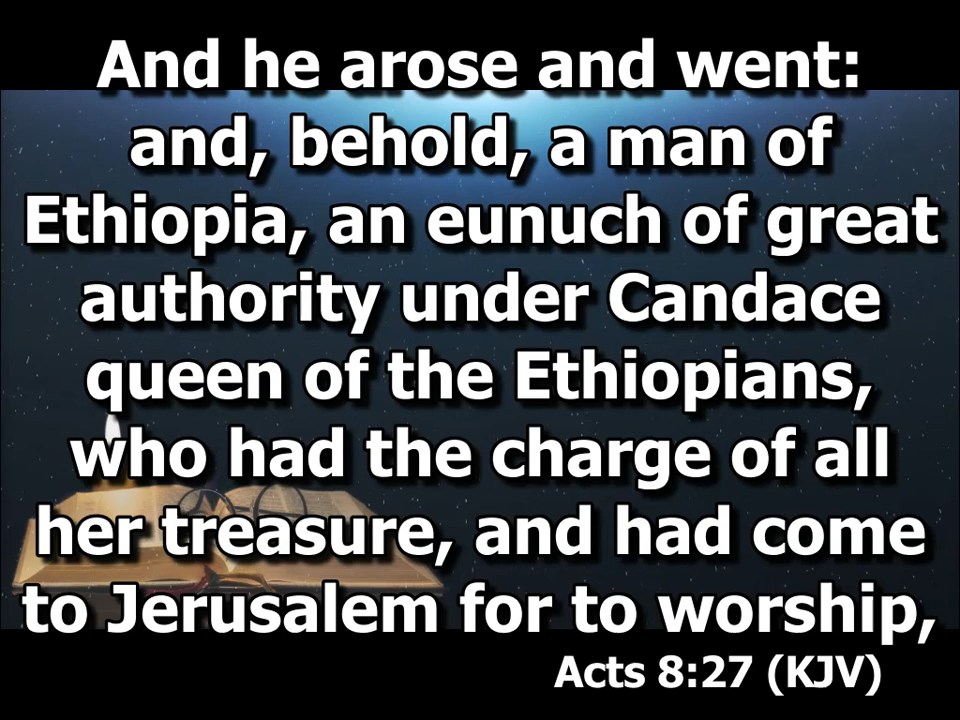 And he arose and went:
and, behold, a man of
Ethiopia, an eunuch of great
authority under Candace
queen of the Ethiopians,
who had the charge of all
her treasure, and had come
to Jerusalem for to worship,
Acts 8:27 (KJV)